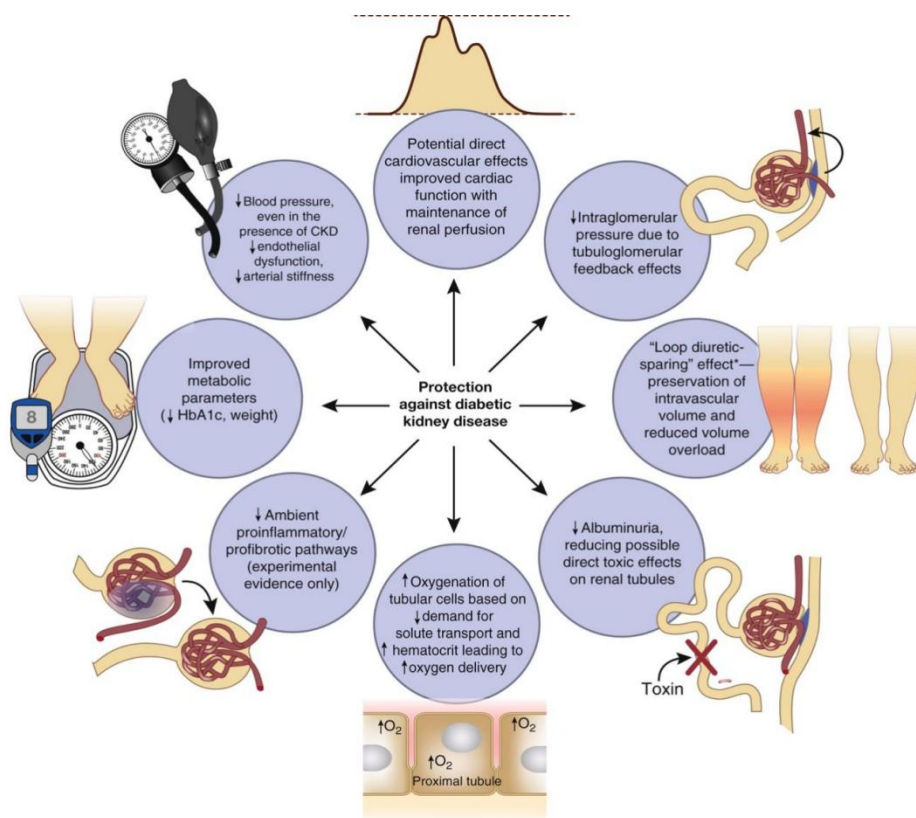 Potential direct
cardiovascular effects
improved cardiac
function with
maintenance of
renal perfusion
↓Intraglomerular
pressure due to
tubuloglomerular
feedback effects
"Loop diuretic-
sparing" effect*—
preservation of
intravascular
volume and
reduced volume
overload
↓Albuminuria,
reducing possible
direct toxic effects
on renal tubules
Toxin
↑Oxygenation of
tubular cells based on
↓demand for
solute transport and
↑hematocrit leading to
↑oxygen delivery
↑O₂
↑O₂
↑O₂
Proximal tubule
↓Ambient
proinflammatory/
profibrotic pathways
(experimental
evidence only)
Improved
metabolic
parameters
(↓HbA1c, weight)
8
↓Blood pressure,
even in the
presence of CKD
↓endothelial
dysfunction,
↓arterial stiffness
Protection
against diabetic
kidney disease